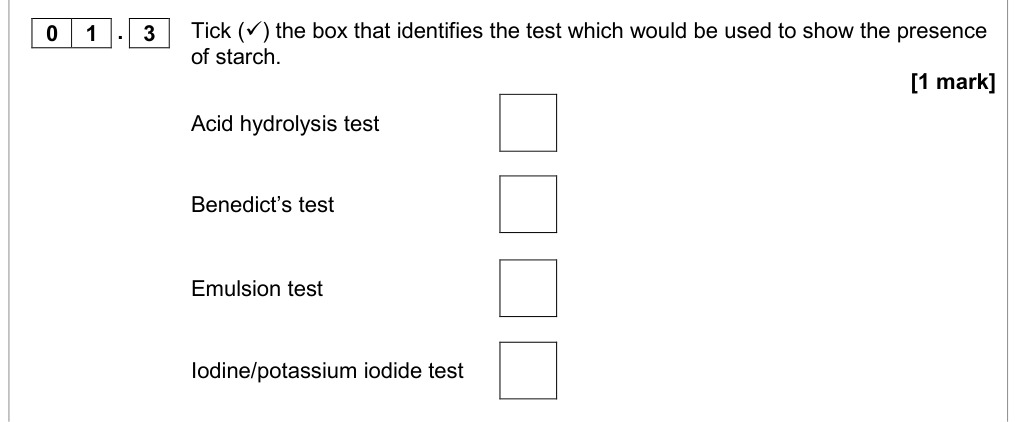 0 1 . 3 Tick (✓) the box that identifies the test which would be used to show the presence
of starch.
[1 mark]
Acid hydrolysis test
Benedict’s test
Emulsion test
Iodine/potassium iodide test